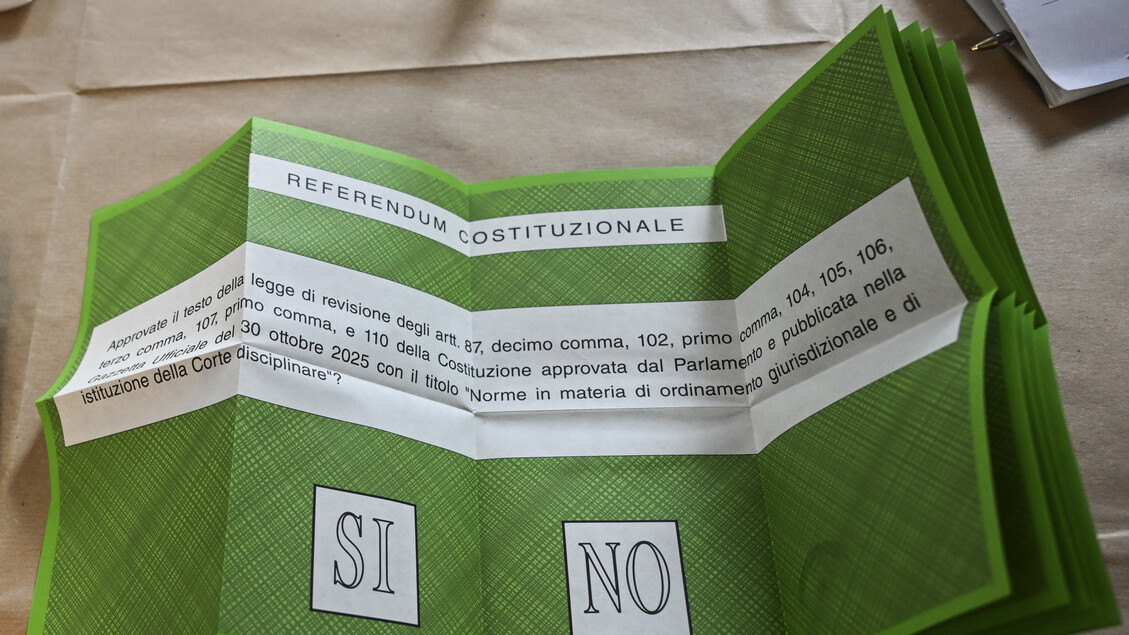 REFERENDUM COSTITUZIONALE
Approvate il testo della legge di revisione degli artt. 87, decimo comma, 102, primo comma, 104, 105, 106,
terzo comma, 107, primo comma, e 110 della Costituzione approvata dal Parlamento e pubblicata nella
Gazzetta Ufficiale del 30 ottobre 2025 con il titolo "Norme in materia di ordinamento giurisdizionale e di
istituzione della Corte disciplinare"?
SI NO